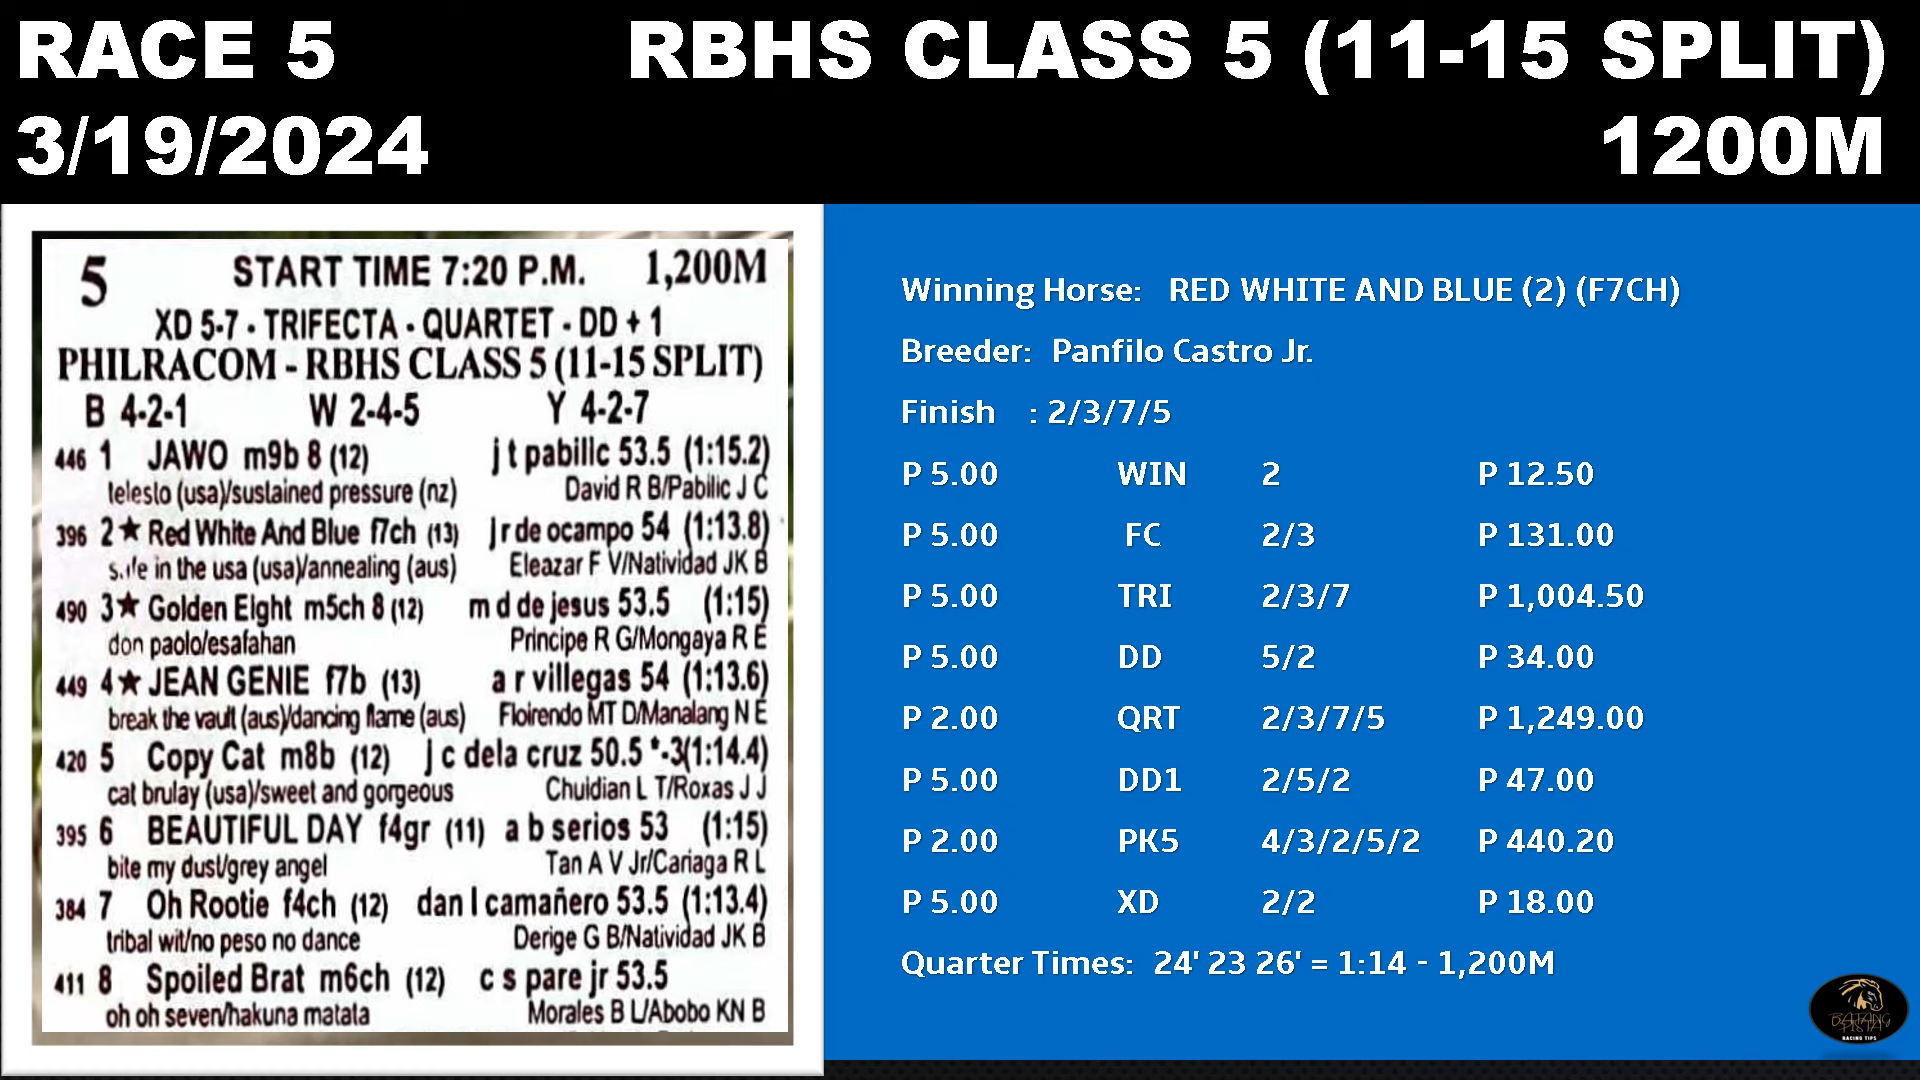 RACE 5
RBHS CLASS 5 (11-15 SPLIT)
3/19/2024
1200M
5 START TIME 7:20 P.M. 1,200M
XD 5-7 - TRIFECTA - QUARTET - DD + 1
PHILRACOM - RBHS CLASS 5 (11-15 SPLIT)
B 4-2-1 W 2-4-5 Y 4-2-7
446 1 JAWO m9b 8 (12) j t pabilic 53.5 (1:15.2)
telesto (usa)/sustained pressure (nz) David R B/Pabilic J C
396 2★ Red White And Blue f7ch (13) j r de ocampo 54 (1:13.8)
in the usa (usa)/annealing (aus) Eleazar F V/Natividad JK B
490 3★ Golden Eight m5ch 8 (12) m d de jesus 53.5 (1:15)
don paolo/esafahan Principe R G/Mongaya R E
449 4★ JEAN GENIE f7b (13) a r villegas 54 (1:13.6)
break the vault (aus)/dancing flame (aus) Floirendo MT D/Manalang N E
420 5 Copy Cat m8b (12) j c dela cruz 50.5 *-3(1:14.4)
cat brulay (usa)/sweet and gorgeous Chuidian L T/Roxas J J
395 6 BEAUTIFUL DAY f4gr (11) a b serios 53 (1:15)
bite my dust/grey angel Tan A V Jr/Cariaga R L
384 7 Oh Rootie f4ch (12) dan l camañero 53.5 (1:13.4)
tribal wit/no peso no dance Derige G B/Natividad JK B
411 8 Spoiled Brat m6ch (12) c s pare jr 53.5
oh oh seven/hakuna matata Morales B L/Abobo KN B
Winning Horse: RED WHITE AND BLUE (2) (F7CH)
Breeder: Panfilo Castro Jr.
Finish : 2/3/7/5
P 5.00 WIN 2 P 12.50
P 5.00 FC 2/3 P 131.00
P 5.00 TRI 2/3/7 P 1,004.50
P 5.00 DD 5/2 P 34.00
P 2.00 QRT 2/3/7/5 P 1,249.00
P 5.00 DD1 2/5/2 P 47.00
P 2.00 PK5 4/3/2/5/2 P 440.20
P 5.00 XD 2/2 P 18.00
Quarter Times: 24' 23 26' = 1:14 - 1,200M
BATANG
PISTA
RACING TIPS